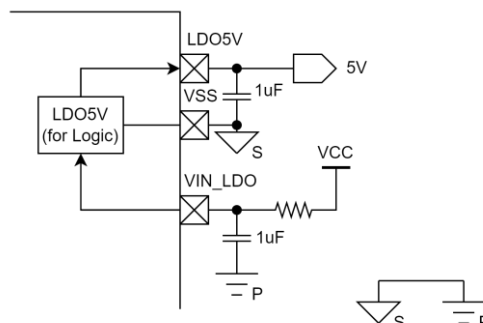 LDO5V
5V
VSS
1uF
LDO5V
(for Logic)
S
VCC
VIN_LDO
1uF
P
S
P